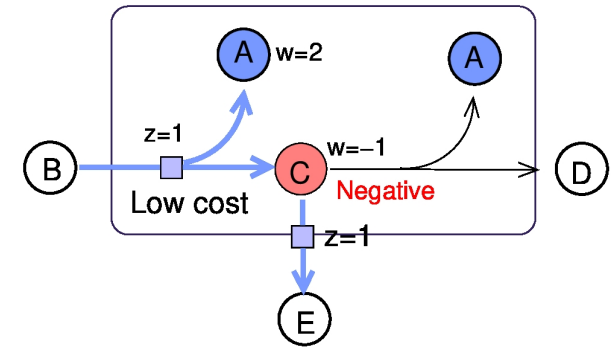 A w=2
A
z=1
B
C
w=−1
D
Negative
Low cost
z=1
E